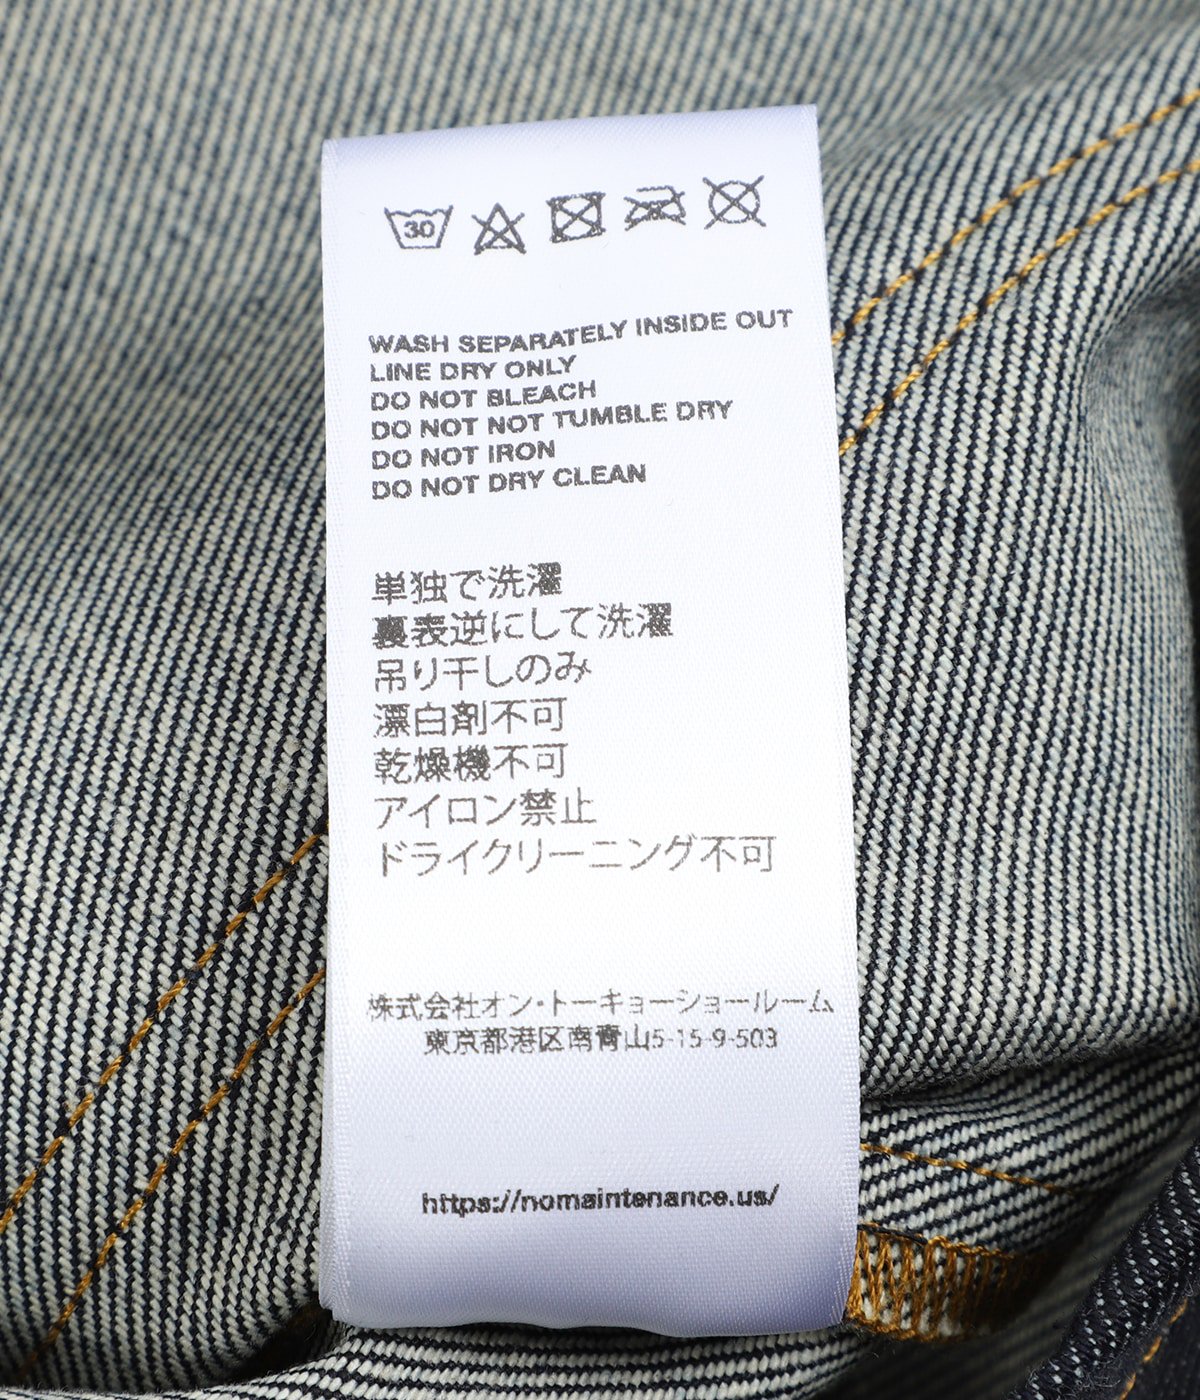 30
WASH SEPARATELY INSIDE OUT
LINE DRY ONLY
DO NOT BLEACH
DO NOT NOT TUMBLE DRY
DO NOT IRON
DO NOT DRY CLEAN
単独で洗濯
裏表逆にして洗濯
吊り干しのみ
漂白剤不可
乾燥機不可
アイロン禁止
ドライクリーニング不可
株式会社オン・トーキョーショールーム
東京都港区南青山5-15-9-503
https://nomaintenance.us/